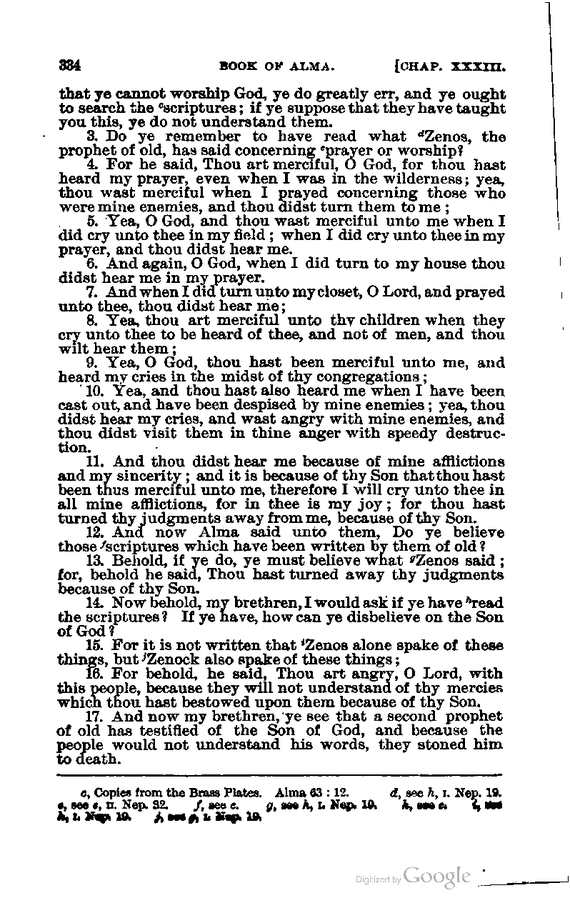 334 BOOK OF ALMA. [CHAP. XXXIII.
that ye cannot worship God, ye do greatly err, and ye ought
to search the cscriptures; if ye suppose that they have taught
you this, ye do not understand them.
3. Do ye remember to have read what dZenos, the
prophet of old, has said concerning eprayer or worship?
4. For he said, Thou art merciful, O God, for thou hast
heard my prayer, even when I was in the wilderness; yea,
thou wast merciful when I prayed concerning those who
were mine enemies, and thou didst turn them to me;
5. Yea, O God, and thou wast merciful unto me when I
did cry unto thee in my field; when I did cry unto thee in my
prayer, and thou didst hear me.
6. And again, O God, when I did turn to my house thou
didst hear me in my prayer.
7. And when I did turn unto my closet, O Lord, and prayed
unto thee, thou didst hear me;
8. Yea, thou art merciful unto thy children when they
cry unto thee to be heard of thee, and not of men, and thou
wilt hear them;
9. Yea, O God, thou hast been merciful unto me, and
heard my cries in the midst of thy congregations;
10. Yea, and thou hast also heard me when I have been
cast out, and have been despised by mine enemies; yea, thou
didst hear my cries, and wast angry with mine enemies, and
thou didst visit them in thine anger with speedy destruc-
tion.
11. And thou didst hear me because of mine afflictions
and my sincerity; and it is because of thy Son that thou hast
been thus merciful unto me, therefore I will cry unto thee in
all mine afflictions, for in thee is my joy; for thou hast
turned thy judgments away from me, because of thy Son.
12. And now Alma said unto them, Do ye believe
those fscriptures which have been written by them of old?
13. Behold, if ye do, ye must believe what gZenos said;
for, behold he said, Thou hast turned away thy judgments
because of thy Son.
14. Now behold, my brethren, I would ask if ye have hread
the scriptures? If ye have, how can ye disbelieve on the Son
of God?
15. For it is not written that iZenos alone spake of these
things, but jZenock also spake of these things;
16. For behold, he said, Thou art angry, O Lord, with
this people, because they will not understand of thy mercies
which thou hast bestowed upon them because of thy Son.
17. And now my brethren, ye see that a second prophet
of old has testified of the Son of God, and because the
people would not understand his words, they stoned him
to death.
c, Copies from the Brass Plates. Alma 63 : 12. d, see h, I. Nep. 19.
e, see e, II. Nep. 32. f, see c. g, see h, I. Nep. 19. h, see c. i, see
h, I. Nep. 19. j, see g, I. Nep. 19.
Digitized by Google